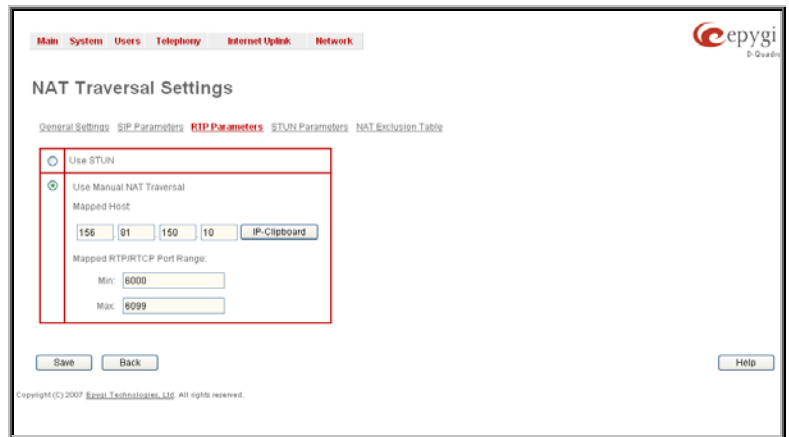 Main System Users Telephony Internet Uplink Network
epygi
D-Quadro
NAT Traversal Settings
General Settings SIP Parameters RTP Parameters STUN Parameters NAT Exclusion Table
Use STUN
Use Manual NAT Traversal
Mapped Host:
156 81 150 10 IP-Clipboard
Mapped RTP/RTCP Port Range:
Min: 6000
Max: 6099
Save Back Help
Copyright (C) 2007 Epygi Technologies, Ltd. All rights reserved.